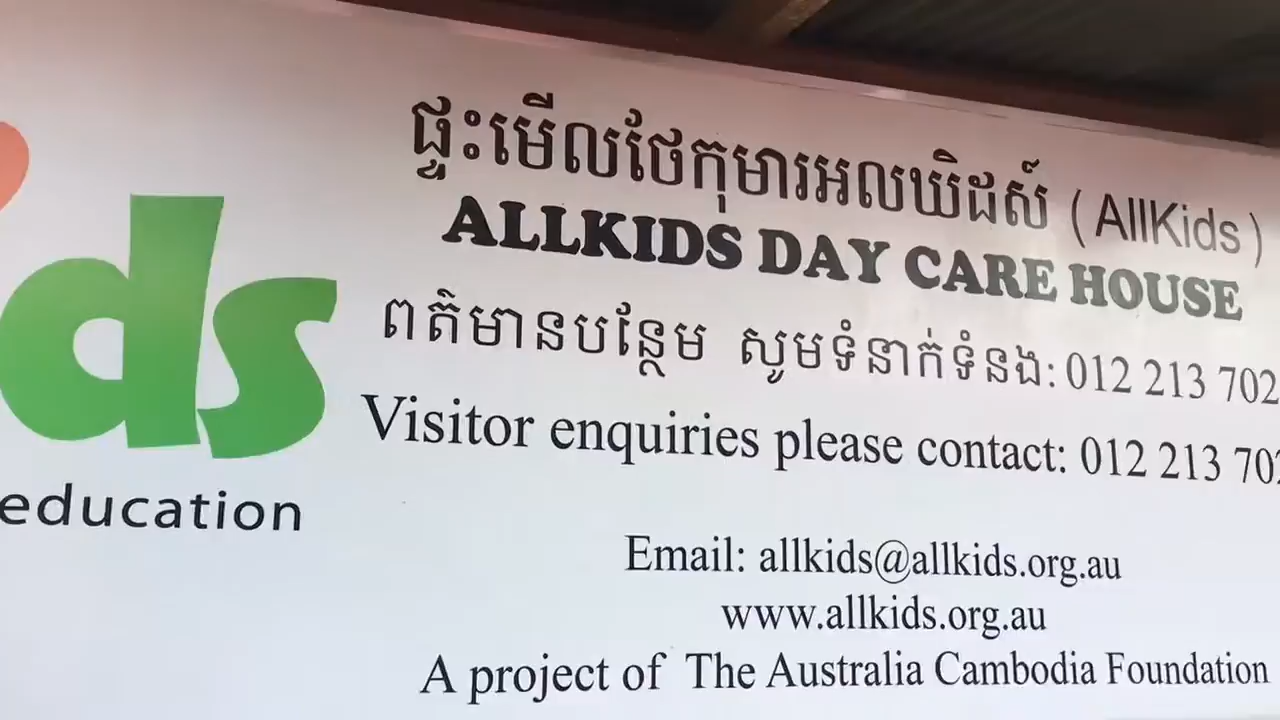 ds
education
ផ្ទះមើលថែកុមារអលឃិដស៍ (AllKids)
ALLKIDS DAY CARE HOUSE
ពត៌មានបន្ថែម សូមទំនាក់ទំនង: 012 213 702
Visitor enquiries please contact: 012 213 702
Email: allkids@allkids.org.au
www.allkids.org.au
A project of The Australia Cambodia Foundation